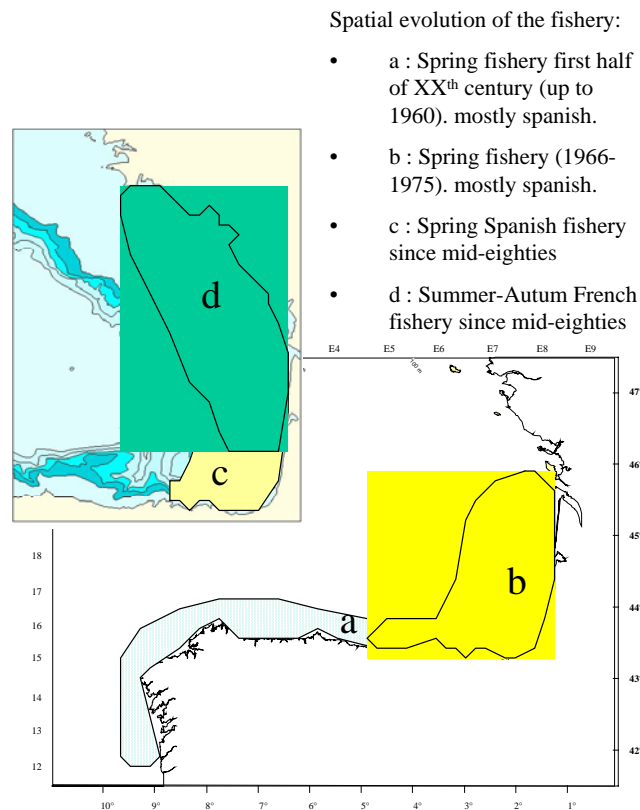 Spatial evolution of the fishery:
• a : Spring fishery first half
of XXth century (up to
1960). mostly spanish.
• b : Spring fishery (1966-
1975). mostly spanish.
• c : Spring Spanish fishery
since mid-eighties
• d : Summer-Autum French
fishery since mid-eighties
d
c
E4 E6 E7 E8 E9
100 m
47°
46°
45°
44°
43°
42°
18
17
16
15
14
13
12
a
b
10° 9° 8° 7° 6° 5° 4° 3° 2° 1°